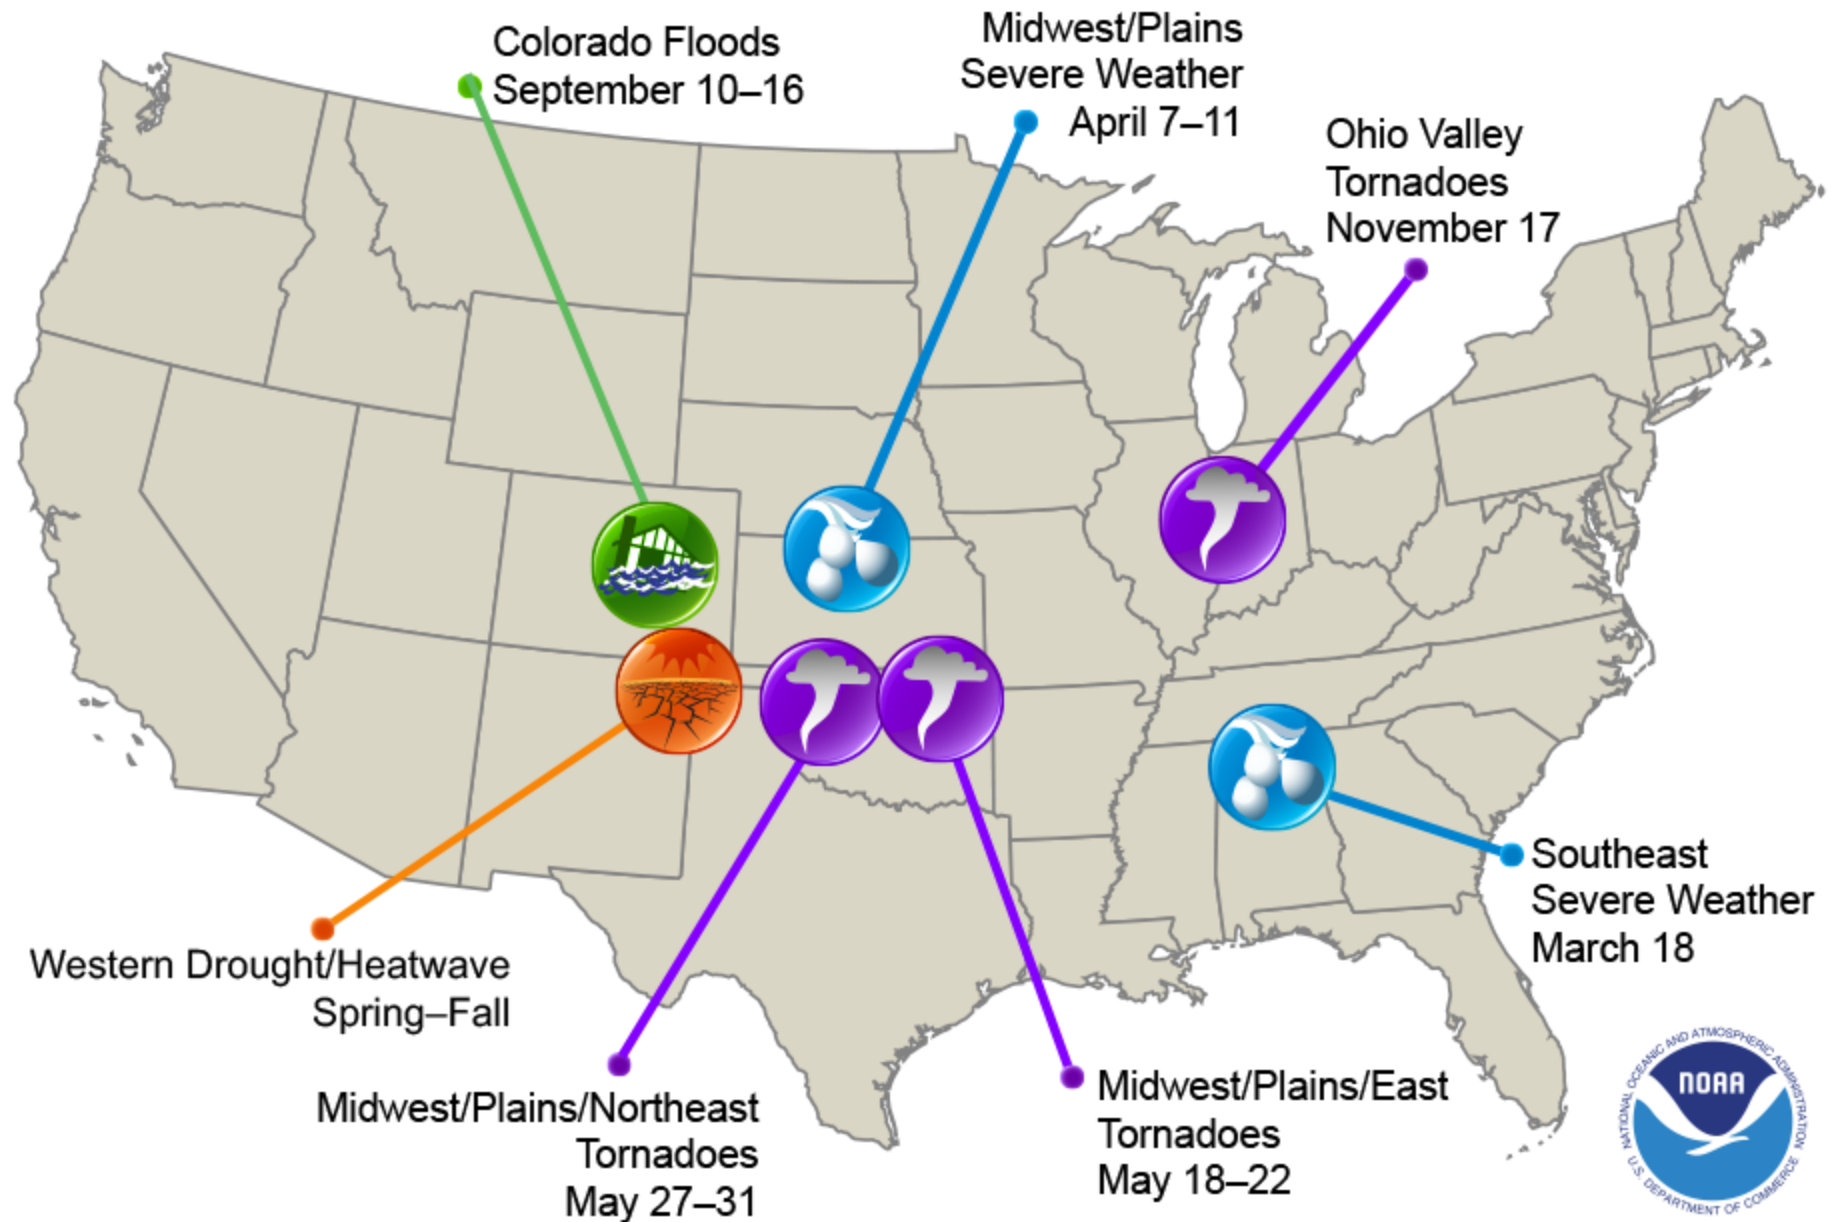 Colorado Floods
September 10–16
Midwest/Plains
Severe Weather
April 7–11
Ohio Valley
Tornadoes
November 17
Southeast
Severe Weather
March 18
Western Drought/Heatwave
Spring–Fall
Midwest/Plains/Northeast
Tornadoes
May 27–31
Midwest/Plains/East
Tornadoes
May 18–22
NATIONAL OCEANIC AND ATMOSPHERIC ADMINISTRATION
NOAA
U.S. DEPARTMENT OF COMMERCE